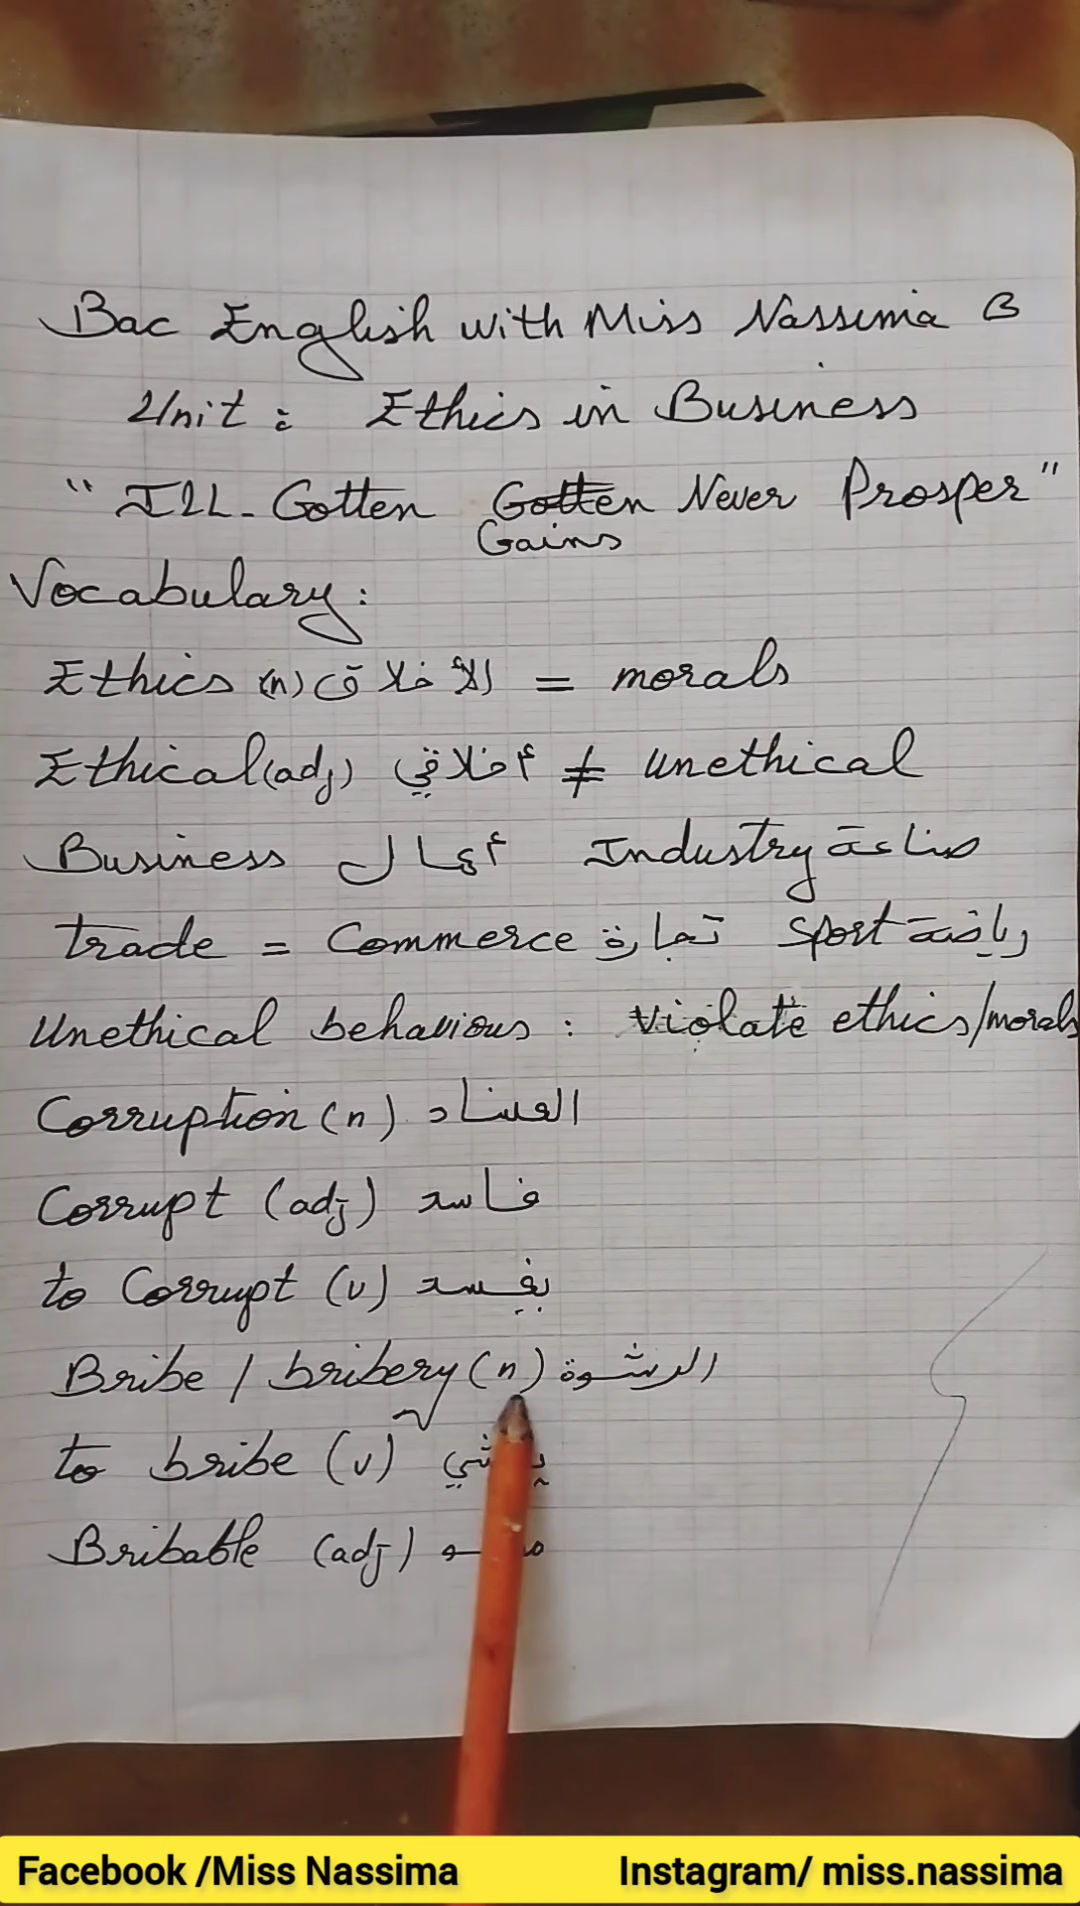 Bac English with Miss Nassima B
Unit : Ethics in Business
"ILL-Gotten Gotten Never Prosper"
Gains
Vocabulary:
Ethics (n) الأخلاق = morals
Ethical (adj) أخلاقي ≠ unethical
Business أعمال Industry صناعة
trade = Commerce تجارة Sport رياضة
Unethical behaviours : violate ethics/morals
Corruption (n) الفساد
Corrupt (adj) فاسد
to Corrupt (v) يفسد
Bribe / bribery (n) الرشوة
to bribe (v)
Bribable (adj)
Facebook /Miss Nassima
Instagram/ miss.nassima